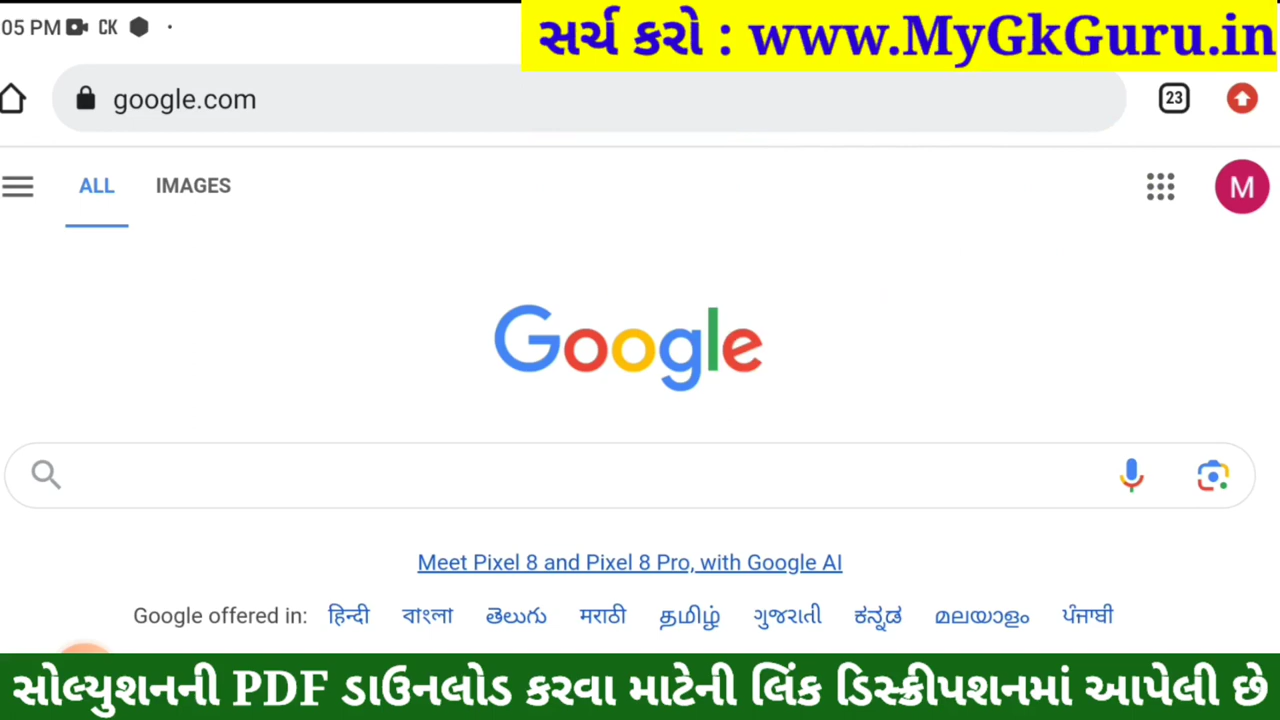 05 PM CK
સર્ચ કરો : www.MyGkGuru.in
google.com
23
ALL IMAGES
M
Google
Meet Pixel 8 and Pixel 8 Pro, with Google AI
Google offered in: हिन्दी বাংলা తెలుగు मराठी தமிழ் ગુજરાતી ಕನ್ನಡ മലയാളം ਪੰਜਾਬੀ
સોલ્યુશનની PDF ડાઉનલોડ કરવા માટેની લિંક ડિસ્ક્રીપશનમાં આપેલી છે